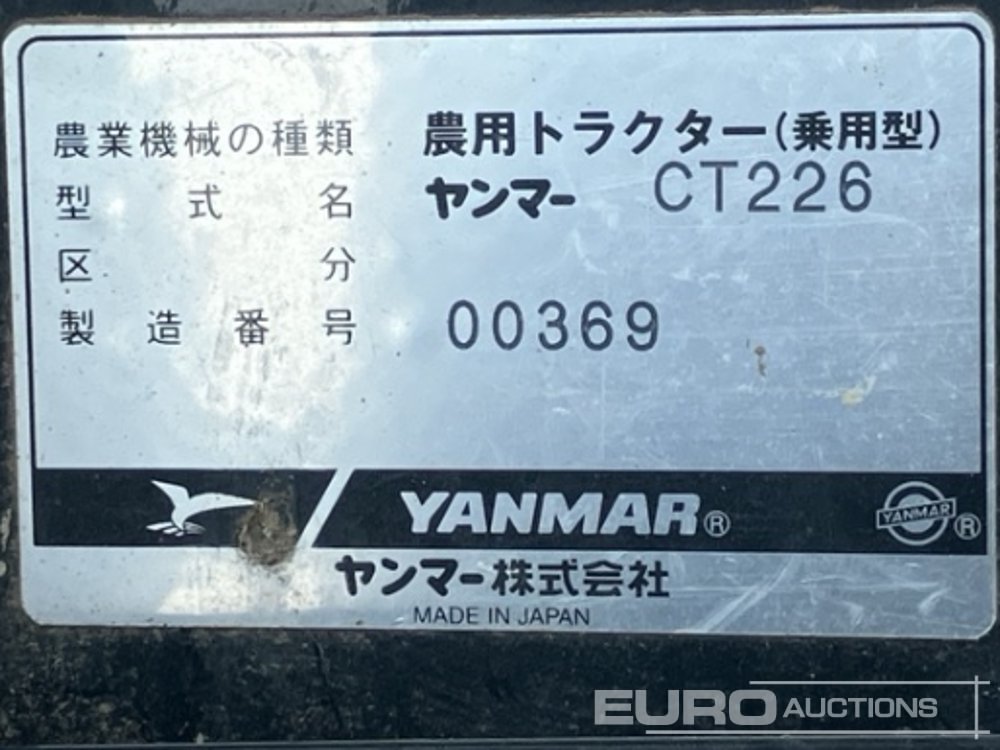 農業機械の種類 農用トラクター(乗用型)
型式名 ヤンマー CT226
区分
製造番号 00369
YANMAR® YANMAR®
ヤンマー株式会社
MADE IN JAPAN
EURO AUCTIONS